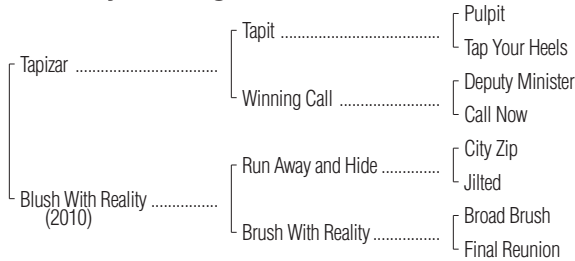 Pulpit
Tapit ..............................
Tap Your Heels
Tapizar ................................
Deputy Minister
Winning Call .......................
Call Now
City Zip
Run Away and Hide ..............
Jilted
Blush With Reality .................
(2010)
Broad Brush
Brush With Reality ................
Final Reunion